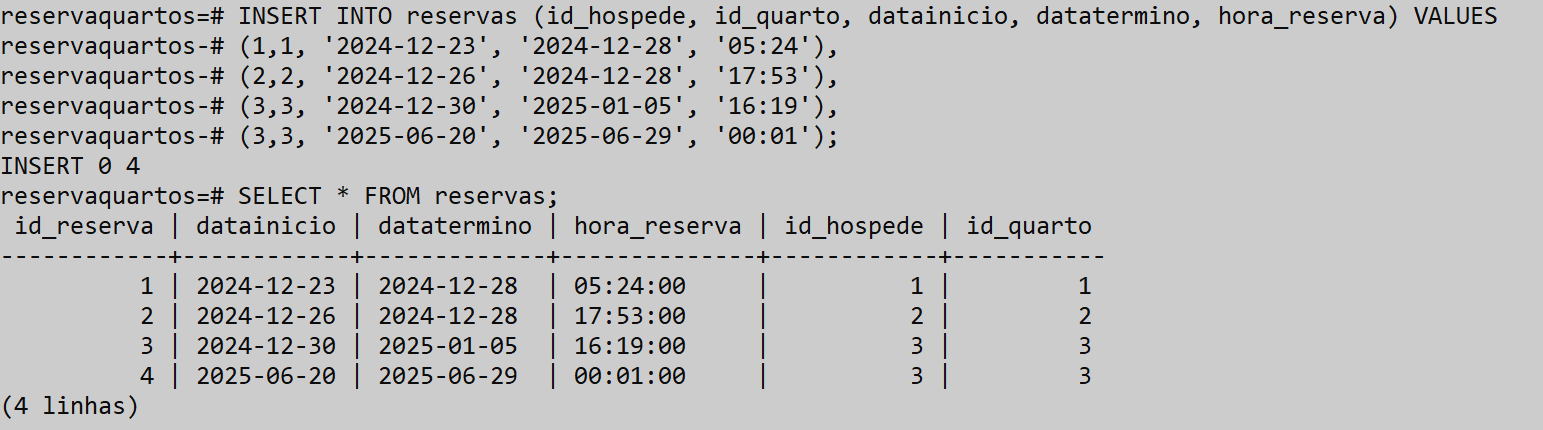 reservaquartos=# INSERT INTO reservas (id_hospede, id_quarto, datainicio, datatermino, hora_reserva) VALUES
reservaquartos-# (1,1, '2024-12-23', '2024-12-28', '05:24'),
reservaquartos-# (2,2, '2024-12-26', '2024-12-28', '17:53'),
reservaquartos-# (3,3, '2024-12-30', '2025-01-05', '16:19'),
reservaquartos-# (3,3, '2025-06-20', '2025-06-29', '00:01');
INSERT 0 4
reservaquartos=# SELECT * FROM reservas;
 id_reserva | datainicio | datatermino | hora_reserva | id_hospede | id_quarto
------------+------------+-------------+--------------+------------+-----------
          1 | 2024-12-23 | 2024-12-28  | 05:24:00     |          1 |         1
          2 | 2024-12-26 | 2024-12-28  | 17:53:00     |          2 |         2
          3 | 2024-12-30 | 2025-01-05  | 16:19:00     |          3 |         3
          4 | 2025-06-20 | 2025-06-29  | 00:01:00     |          3 |         3
(4 linhas)